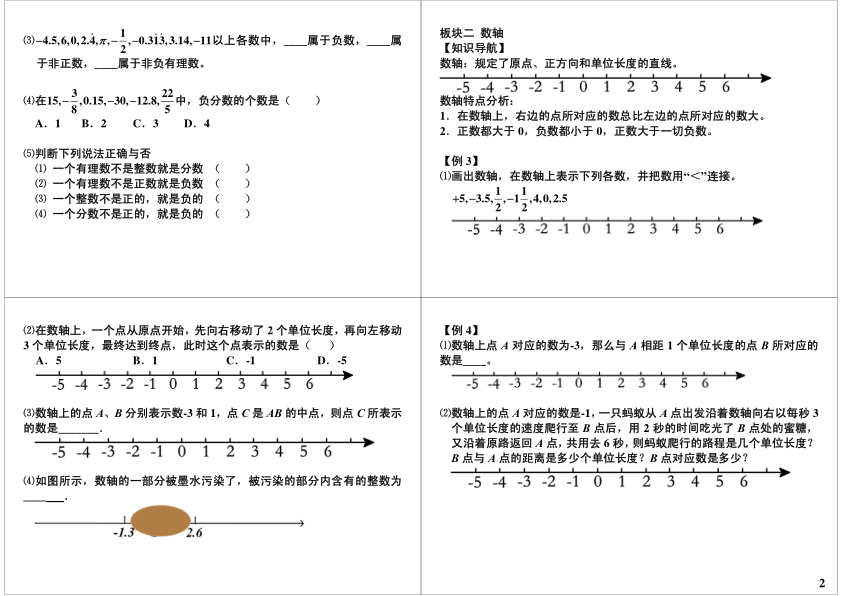 ⑶−4.5,6,0,2.4̇,π,−1/2,−0.3̇13̇,3.14,−11以上各数中，____属于负数，____属
于非正数，____属于非负有理数。
⑷在15,−3/8,0.15,−30,−12.8,22/5中，负分数的个数是（　　）
A．1 B．2 C．3 D．4
⑸判断下列说法正确与否
⑴ 一个有理数不是整数就是分数 （　　）
⑵ 一个有理数不是正数就是负数 （　　）
⑶ 一个整数不是正的，就是负的 （　　）
⑷ 一个分数不是正的，就是负的 （　　）
板块二 数轴
【知识导航】
数轴：规定了原点、正方向和单位长度的直线。
-5 -4 -3 -2 -1 0 1 2 3 4 5 6
数轴特点分析：
1．在数轴上，右边的点所对应的数总比左边的点所对应的数大。
2．正数都大于 0，负数都小于 0，正数大于一切负数。
【例 3】
⑴画出数轴，在数轴上表示下列各数，并把数用“＜”连接。
+5,−3.5,1/2,−1 1/2,4,0,2.5
-5 -4 -3 -2 -1 0 1 2 3 4 5 6
⑵在数轴上，一个点从原点开始，先向右移动了 2 个单位长度，再向左移动
3 个单位长度，最终达到终点，此时这个点表示的数是（　　）
A．5 B．1 C．-1 D．-5
-5 -4 -3 -2 -1 0 1 2 3 4 5 6
⑶数轴上的点 A、B 分别表示数-3 和 1，点 C 是 AB 的中点，则点 C 所表示
的数是_______．
-5 -4 -3 -2 -1 0 1 2 3 4 5 6
⑷如图所示，数轴的一部分被墨水污染了，被污染的部分内含有的整数为
_______．
-1.3 2.6
【例 4】
⑴数轴上点 A 对应的数为-3，那么与 A 相距 1 个单位长度的点 B 所对应的
数是____。
-5 -4 -3 -2 -1 0 1 2 3 4 5 6
⑵数轴上的点 A 对应的数是-1，一只蚂蚁从 A 点出发沿着数轴向右以每秒 3
个单位长度的速度爬行至 B 点后，用 2 秒的时间吃光了 B 点处的蜜糖，
又沿着原路返回 A 点，共用去 6 秒，则蚂蚁爬行的路程是几个单位长度？
B 点与 A 点的距离是多少个单位长度？B 点对应数是多少？
-5 -4 -3 -2 -1 0 1 2 3 4 5 6
2